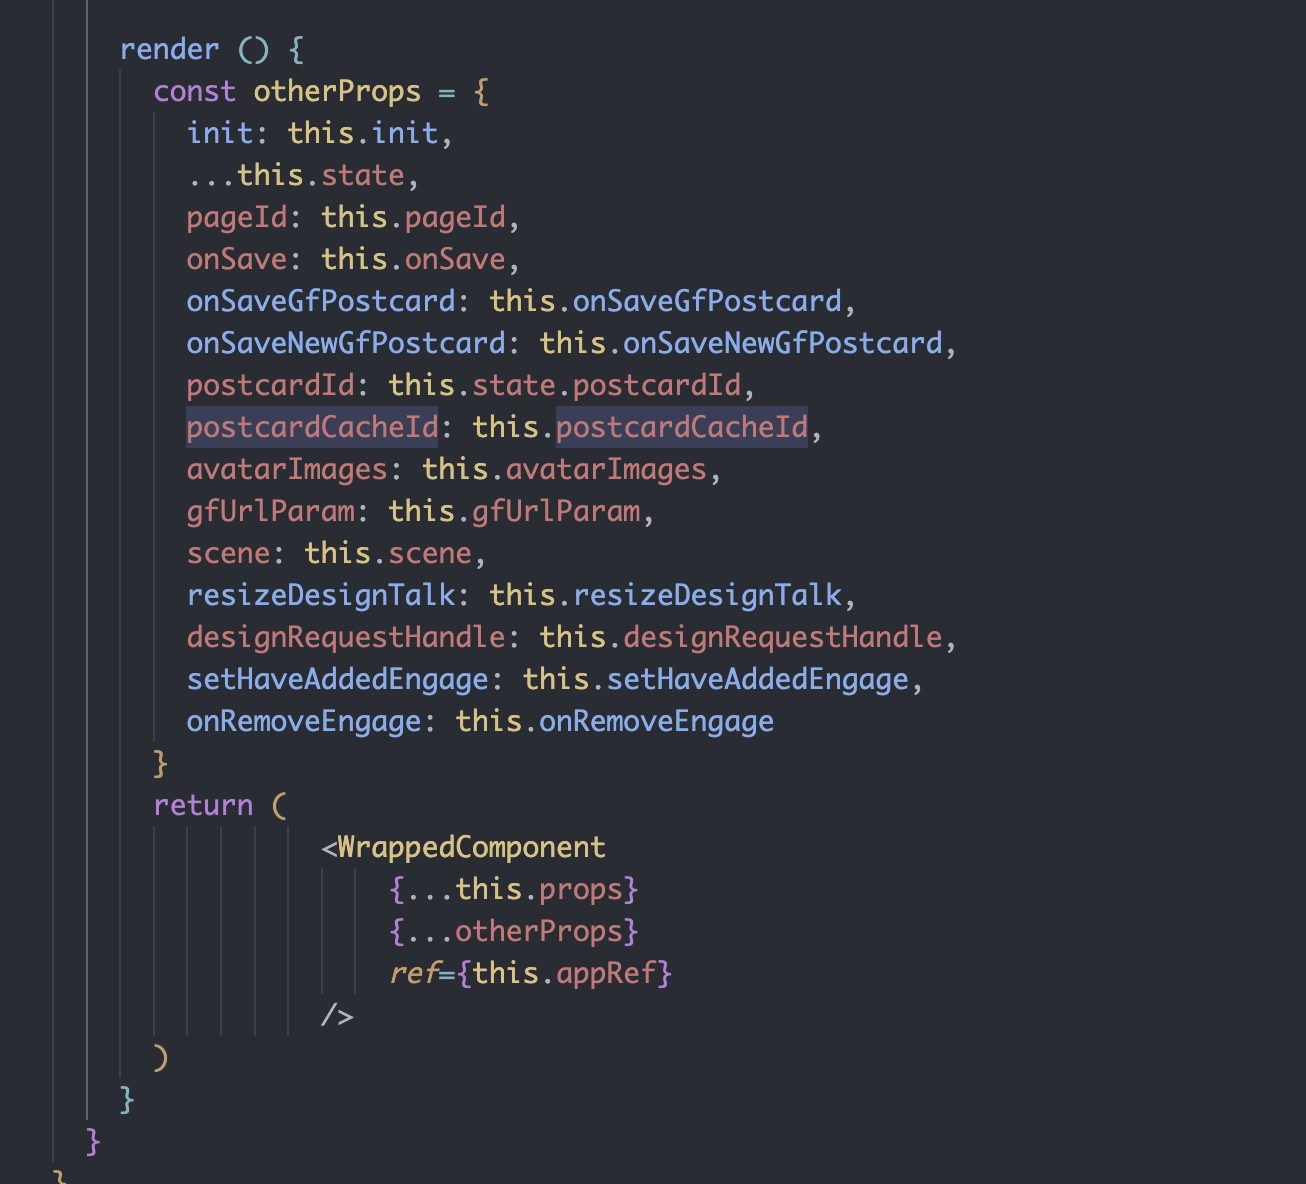 render () {
const otherProps = {
init: this.init,
...this.state,
pageId: this.pageId,
onSave: this.onSave,
onSaveGfPostcard: this.onSaveGfPostcard,
onSaveNewGfPostcard: this.onSaveNewGfPostcard,
postcardId: this.state.postcardId,
postcardCacheId: this.postcardCacheId,
avatarImages: this.avatarImages,
gfUrlParam: this.gfUrlParam,
scene: this.scene,
resizeDesignTalk: this.resizeDesignTalk,
designRequestHandle: this.designRequestHandle,
setHaveAddedEngage: this.setHaveAddedEngage,
onRemoveEngage: this.onRemoveEngage
}
return (
<WrappedComponent
{...this.props}
{...otherProps}
ref={this.appRef}
/>
)
}
}
}